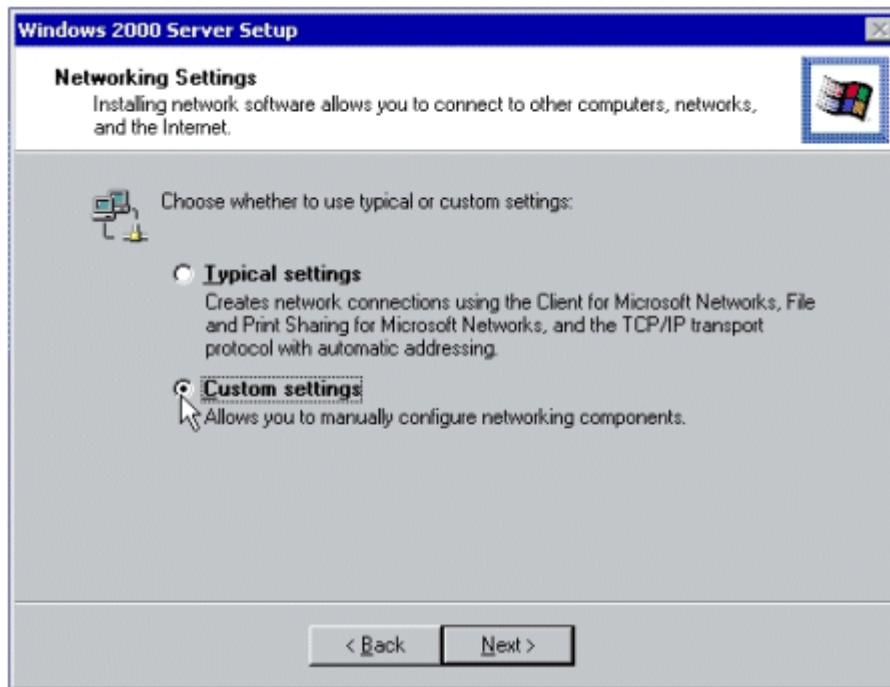 Windows 2000 Server Setup
Networking Settings
Installing network software allows you to connect to other computers, networks,
and the Internet.
Choose whether to use typical or custom settings:
Typical settings
Creates network connections using the Client for Microsoft Networks, File
and Print Sharing for Microsoft Networks, and the TCP/IP transport
protocol with automatic addressing.
Custom settings
Allows you to manually configure networking components.
< Back
Next >